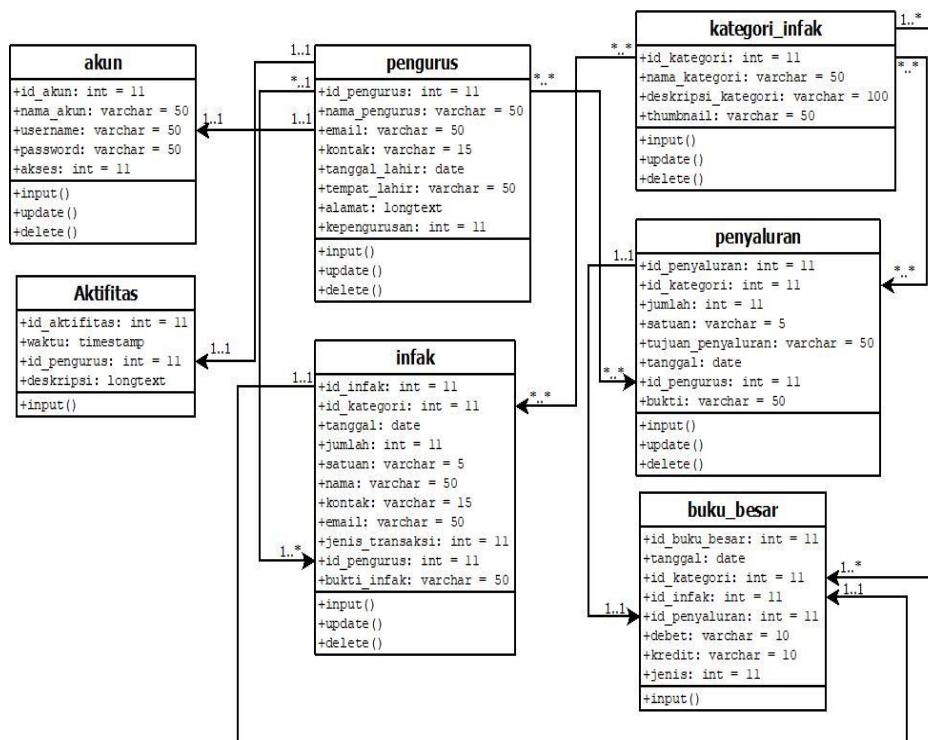 akun
+id_akun: int = 11
+nama_akun: varchar = 50
+username: varchar = 50
+password: varchar = 50
+akses: int = 11
+input()
+update()
+delete()
1..1
1..1
1..1
*..1
pengurus
+id_pengurus: int = 11
+nama_pengurus: varchar = 50
+email: varchar = 50
+kontak: varchar = 15
+tanggal_lahir: date
+tempat_lahir: varchar = 50
+alamat: longtext
+kepengurusan: int = 11
+input()
+update()
+delete()
*..*
*..*
kategori_infak
+id_kategori: int = 11
+nama_kategori: varchar = 50
+deskripsi_kategori: varchar = 100
+thumbnail: varchar = 50
+input()
+update()
+delete()
1..*
*..*
Aktifitas
+id_aktifitas: int = 11
+waktu: timestamp
+id_pengurus: int = 11
+deskripsi: longtext
+input()
1..1
1..1
1..*
infak
+id_infak: int = 11
+id_kategori: int = 11
+tanggal: date
+jumlah: int = 11
+satuan: varchar = 5
+nama: varchar = 50
+kontak: varchar = 15
+email: varchar = 50
+jenis_transaksi: int = 11
+id_pengurus: int = 11
+bukti_infak: varchar = 50
+input()
+update()
+delete()
*..*
1..1
*..*
penyaluran
+id_penyaluran: int = 11
+id_kategori: int = 11
+jumlah: int = 11
+satuan: varchar = 5
+tujuan_penyaluran: varchar = 50
+tanggal: date
+id_pengurus: int = 11
+bukti: varchar = 50
+input()
+update()
+delete()
*..*
1..1
buku_besar
+id_buku_besar: int = 11
+tanggal: date
+id_kategori: int = 11
+id_infak: int = 11
+id_penyaluran: int = 11
+debet: varchar = 10
+kredit: varchar = 10
+jenis: int = 11
+input()
1..*
1..1